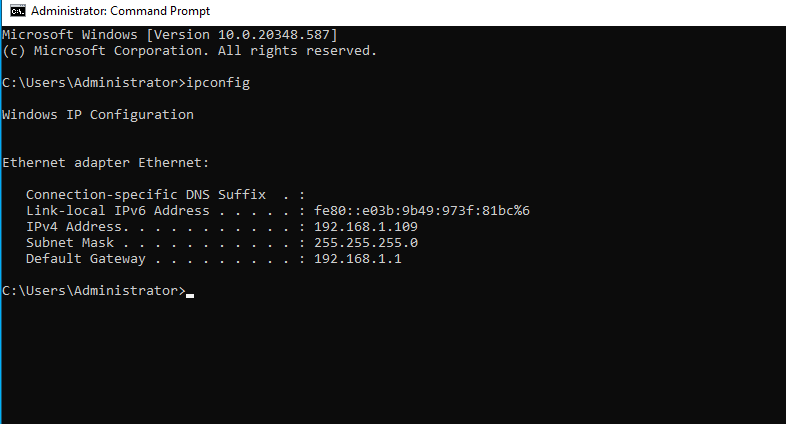 Administrator: Command Prompt
Microsoft Windows [Version 10.0.20348.587]
(c) Microsoft Corporation. All rights reserved.
C:\Users\Administrator>ipconfig
Windows IP Configuration
Ethernet adapter Ethernet:
   Connection-specific DNS Suffix  . :
   Link-local IPv6 Address . . . . . : fe80::e03b:9b49:973f:81bc%6
   IPv4 Address. . . . . . . . . . . : 192.168.1.109
   Subnet Mask . . . . . . . . . . . : 255.255.255.0
   Default Gateway . . . . . . . . . : 192.168.1.1
C:\Users\Administrator>